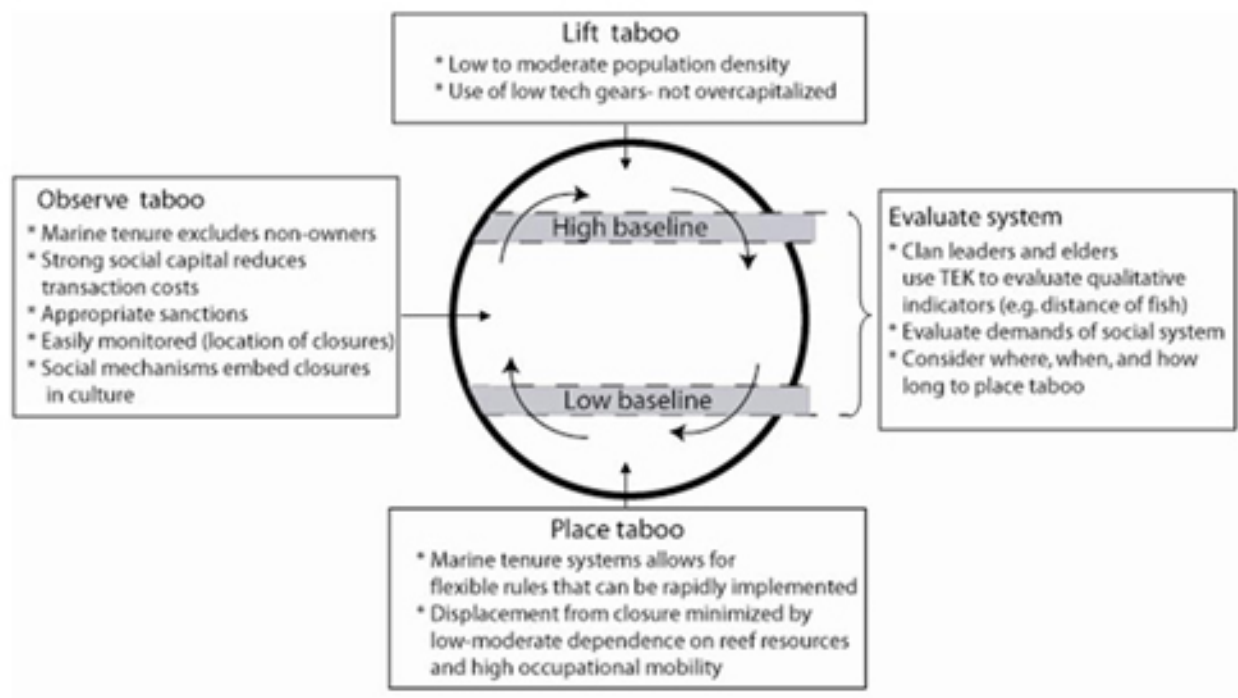 Lift taboo
* Low to moderate population density
* Use of low tech gears- not overcapitalized
Observe taboo
* Marine tenure excludes non-owners
* Strong social capital reduces
transaction costs
* Appropriate sanctions
* Easily monitored (location of closures)
* Social mechanisms embed closures
in culture
High baseline
Low baseline
Evaluate system
* Clan leaders and elders
use TEK to evaluate qualitative
indicators (e.g. distance of fish)
* Evaluate demands of social system
* Consider where, when, and how
long to place taboo
Place taboo
* Marine tenure systems allows for
flexible rules that can be rapidly implemented
* Displacement from closure minimized by
low-moderate dependence on reef resources
and high occupational mobility